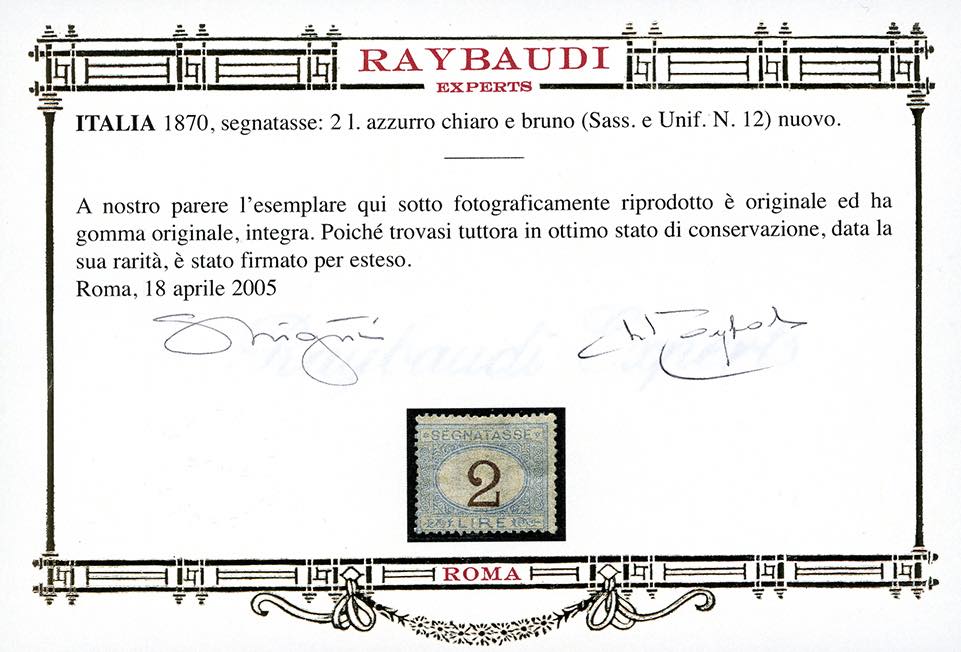 RAYBAUDI
EXPERTS
ITALIA 1870, segnatasse: 2 l. azzurro chiaro e bruno (Sass. e Unif. N. 12) nuovo.
A nostro parere l'esemplare qui sotto fotograficamente riprodotto è originale ed ha
gomma originale, integra. Poiché trovasi tuttora in ottimo stato di conservazione, data la
sua rarità, è stato firmato per esteso.
Roma, 18 aprile 2005
Raybaudi Experts
SEGNATASSE
2
LIRE
ROMA